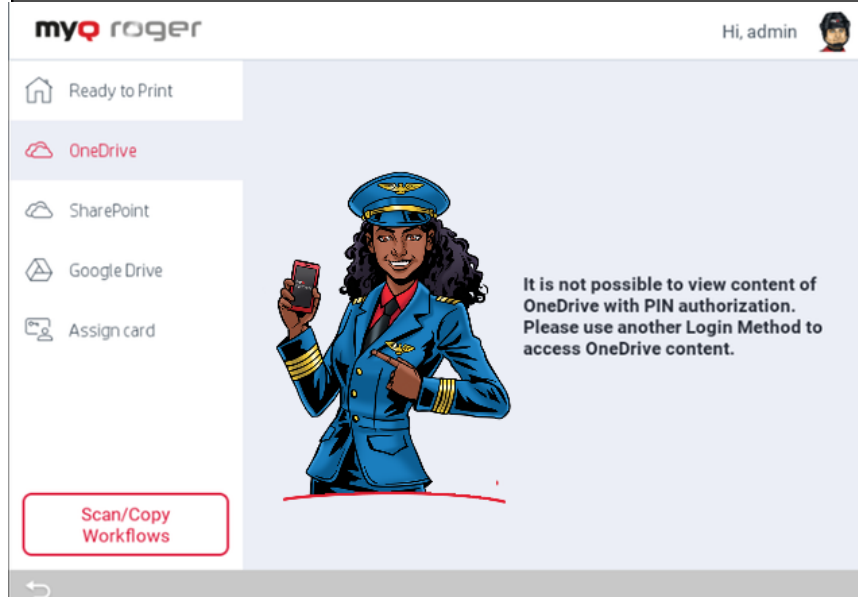 myQ roger
Hi, admin
Ready to Print
OneDrive
SharePoint
Google Drive
Assign card
It is not possible to view content of
OneDrive with PIN authorization.
Please use another Login Method to
access OneDrive content.
Scan/Copy
Workflows